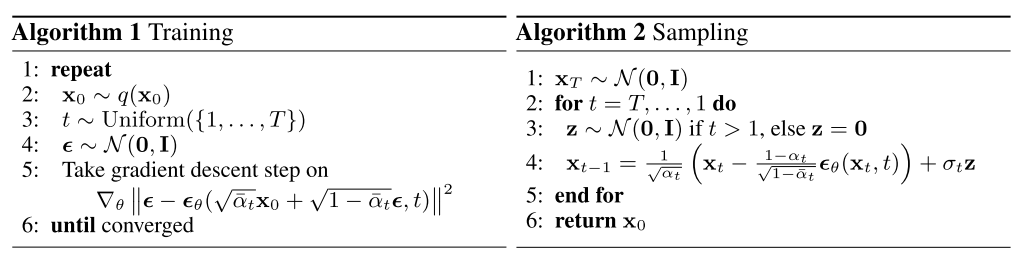 Algorithm 1 Training
1: repeat
2: x₀ ∼ q(x₀)
3: t ∼ Uniform({1, . . . , T})
4: ϵ ∼ 𝒩(0, I)
5: Take gradient descent step on
∇_θ ‖ϵ − ϵ_θ(√ᾱ_t x₀ + √(1 − ᾱ_t) ϵ, t)‖²
6: until converged
Algorithm 2 Sampling
1: x_T ∼ 𝒩(0, I)
2: for t = T, . . . , 1 do
3: z ∼ 𝒩(0, I) if t > 1, else z = 0
4: x_{t−1} = 1/√α_t (x_t − (1−α_t)/√(1−ᾱ_t) ϵ_θ(x_t, t)) + σ_t z
5: end for
6: return x₀